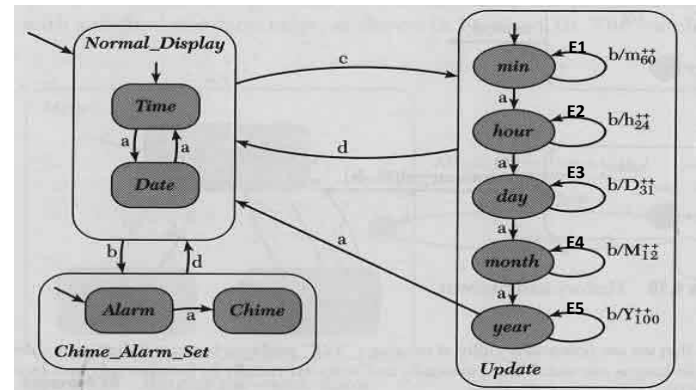 Normal_Display
Time
a
a
Date
b
d
Alarm
a
Chime
Chime_Alarm_Set
c
d
a
min
E1
b/m++60
a
hour
E2
b/h++24
a
day
E3
b/D++31
a
month
E4
b/M++12
a
year
E5
b/Y++100
Update